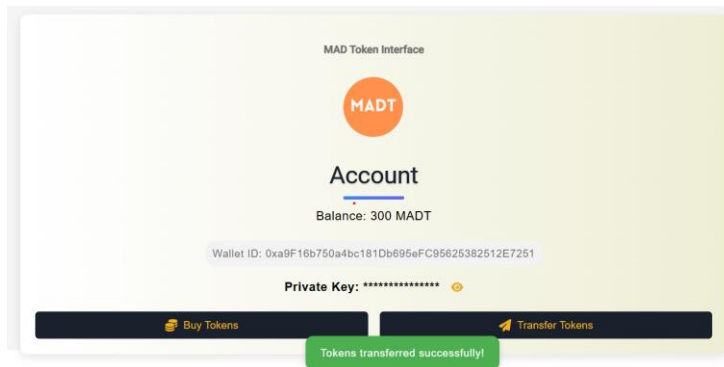 MAD Token Interface
MADT
Account
Balance: 300 MADT
Wallet ID: 0xa9F16b750a4bc181Db695eFC95625382512E7251
Private Key: ***************
Buy Tokens
Transfer Tokens
Tokens transferred successfully!